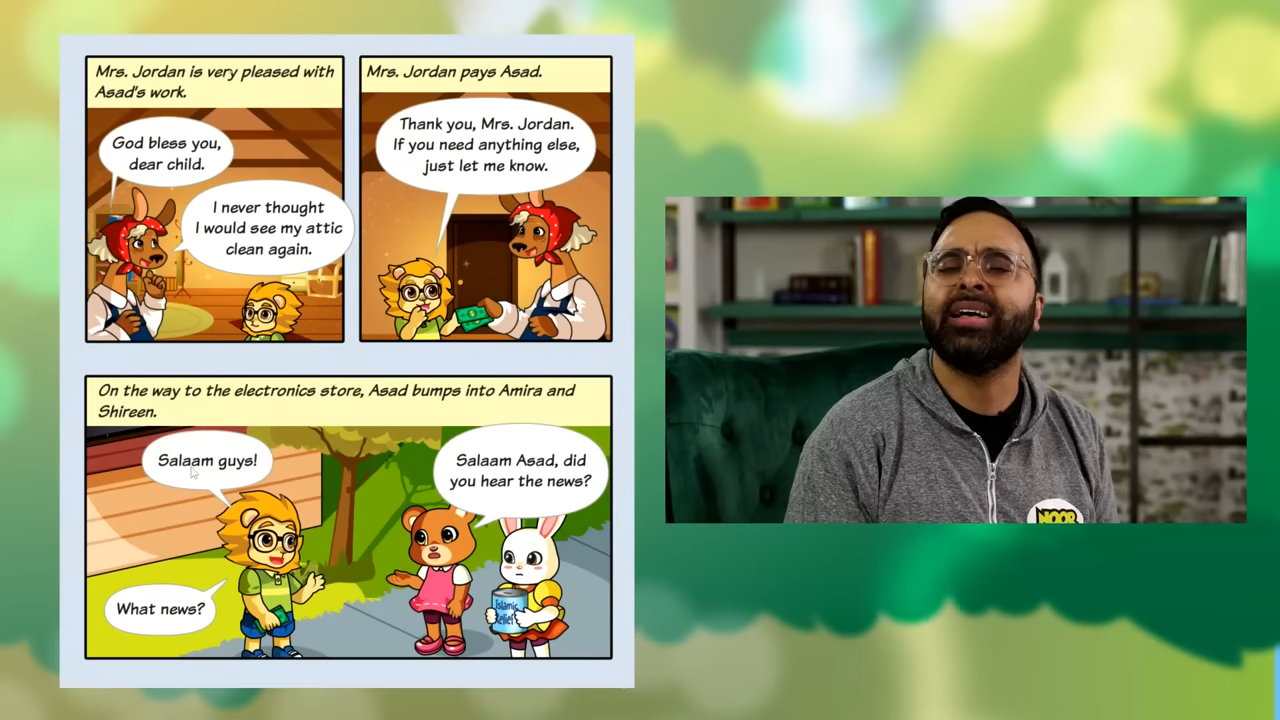 Mrs. Jordan is very pleased with
Asad's work.
God bless you,
dear child.
I never thought
I would see my attic
clean again.
Mrs. Jordan pays Asad.
Thank you, Mrs. Jordan.
If you need anything else,
just let me know.
On the way to the electronics store, Asad bumps into Amira and
Shireen.
Salaam guys!
Salaam Asad, did
you hear the news?
What news?
Islamic
Relief
NOOR